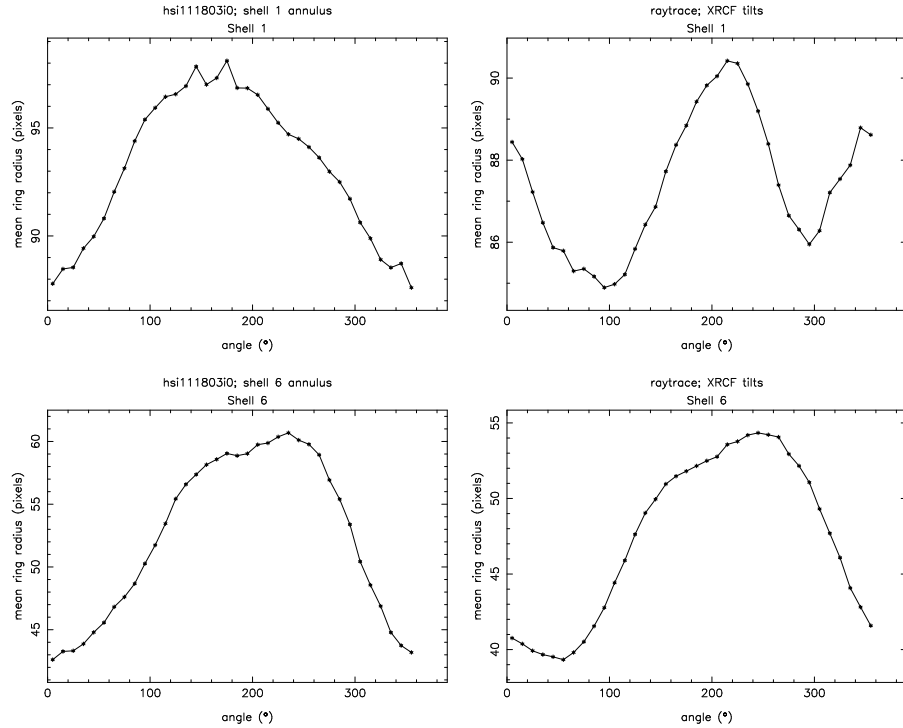 hsi111803i0; shell 1 annulus
Shell 1
mean ring radius (pixels)
95
90
0 100 200 300
angle (°)
raytrace; XRCF tilts
Shell 1
mean ring radius (pixels)
90
88
86
0 100 200 300
angle (°)
hsi111803i0; shell 6 annulus
Shell 6
mean ring radius (pixels)
60
55
50
45
0 100 200 300
angle (°)
raytrace; XRCF tilts
Shell 6
mean ring radius (pixels)
55
50
45
40
0 100 200 300
angle (°)